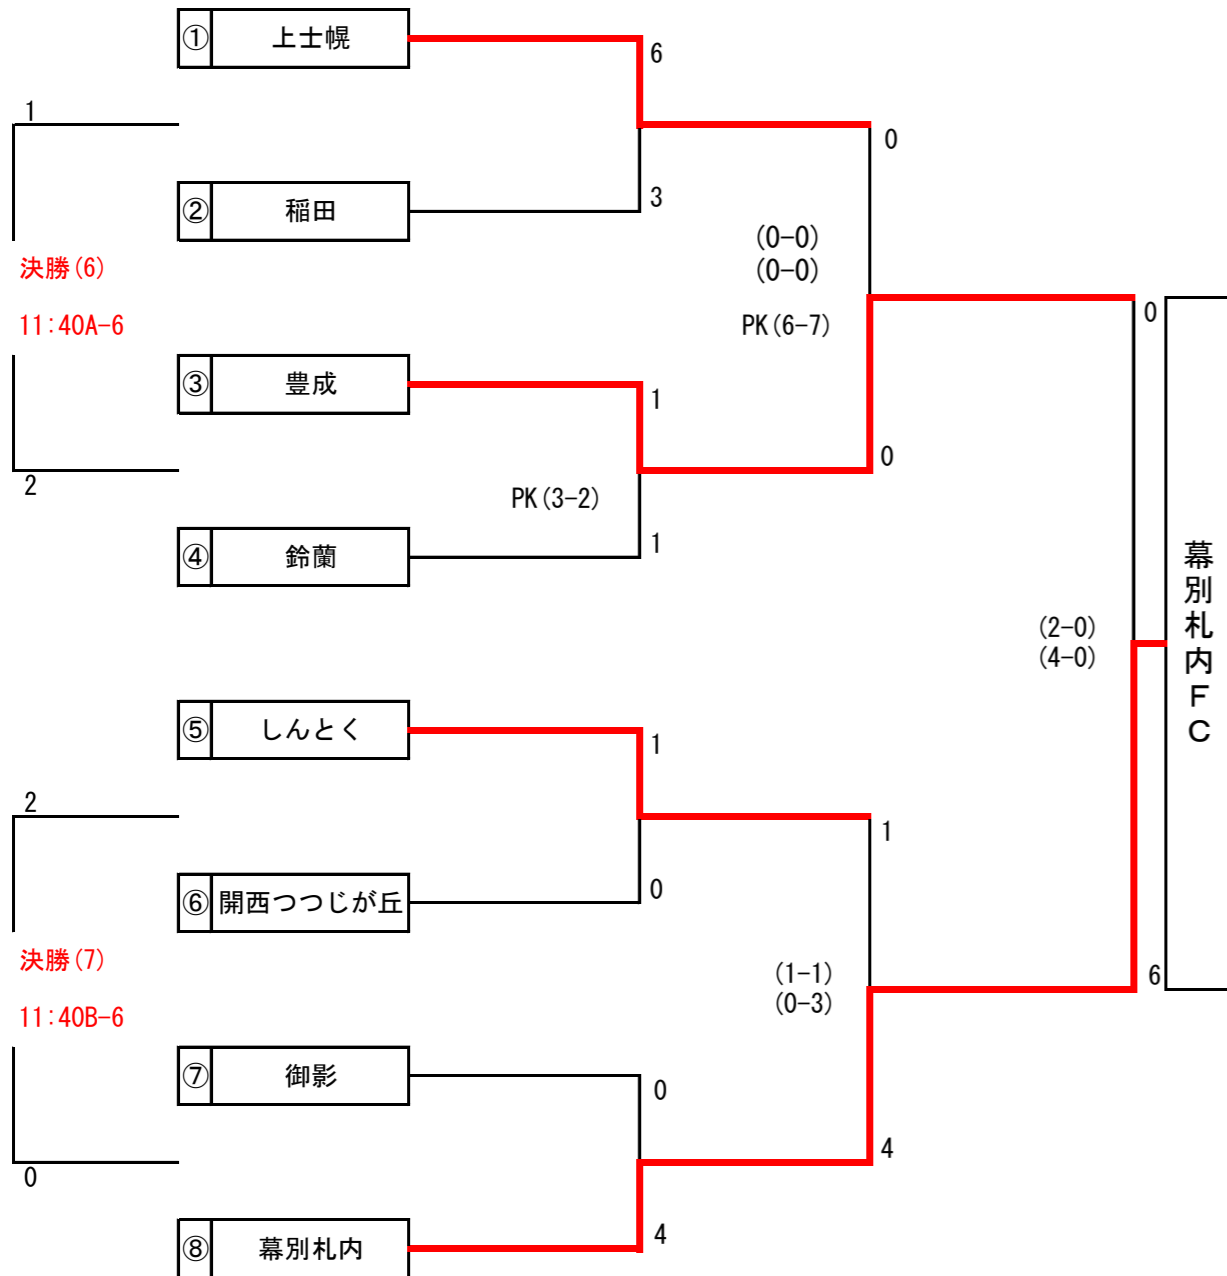 ① 上士幌
6
1
0
② 稲田
3
(0-0)
(0-0)
決勝(6)
11:40A-6
PK(6-7)
0
③ 豊成
1
0
2
PK(3-2)
④ 鈴蘭
1
幕別札内FC
(2-0)
(4-0)
⑤ しんとく
1
2
1
⑥ 開西つつじが丘
0
決勝(7)
11:40B-6
(1-1)
(0-3)
6
⑦ 御影
0
4
0
⑧ 幕別札内
4